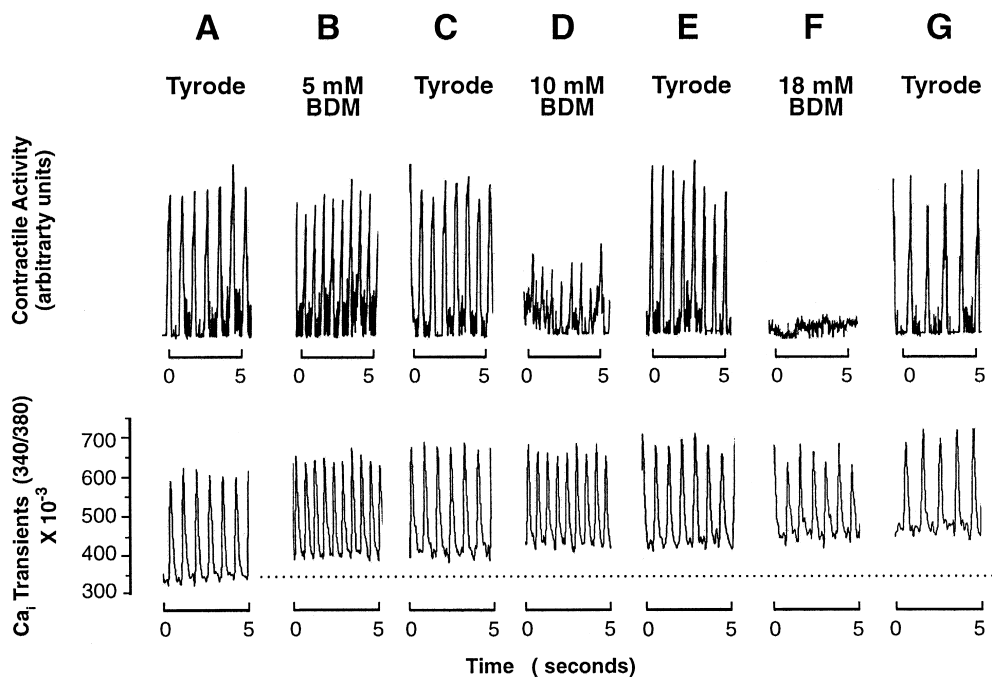 A B C D E F G
Tyrode 5 mM BDM Tyrode 10 mM BDM Tyrode 18 mM BDM Tyrode
Contractile Activity
(arbitrarty units)
0 5 0 5 0 5 0 5 0 5 0 5 0 5
Ca i Transients (340/380)
X 10-3
700
600
500
400
300
0 5 0 5 0 5 0 5 0 5 0 5 0 5
Time ( seconds)